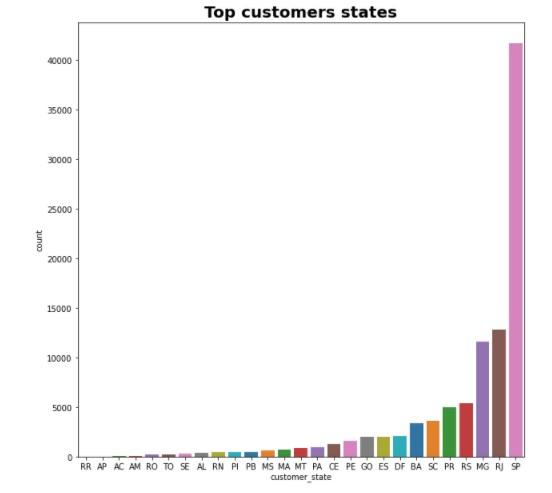 Top customers states
40000
35000
30000
25000
20000
15000
10000
5000
0
count
RR AP AC AM RO TO SE AL RN PI PB MS MA MT PA CE PE GO ES DF BA SC PR RS MG RJ SP
customer_state